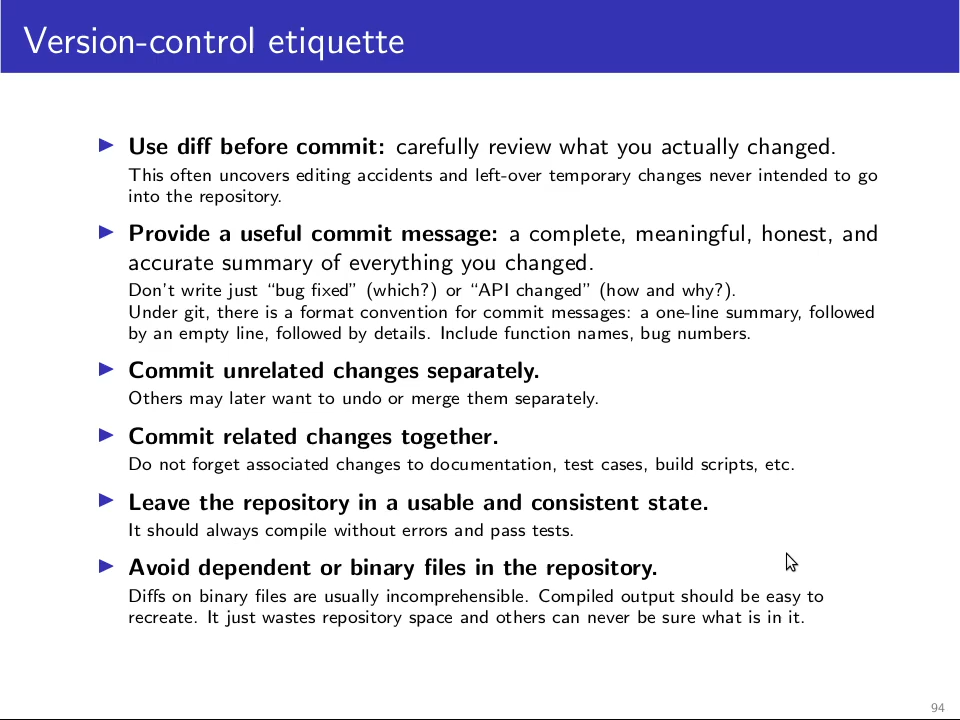 Version-control etiquette
Use diff before commit: carefully review what you actually changed.
This often uncovers editing accidents and left-over temporary changes never intended to go
into the repository.
Provide a useful commit message: a complete, meaningful, honest, and
accurate summary of everything you changed.
Don't write just “bug fixed” (which?) or “API changed” (how and why?).
Under git, there is a format convention for commit messages: a one-line summary, followed
by an empty line, followed by details. Include function names, bug numbers.
Commit unrelated changes separately.
Others may later want to undo or merge them separately.
Commit related changes together.
Do not forget associated changes to documentation, test cases, build scripts, etc.
Leave the repository in a usable and consistent state.
It should always compile without errors and pass tests.
Avoid dependent or binary files in the repository.
Diffs on binary files are usually incomprehensible. Compiled output should be easy to
recreate. It just wastes repository space and others can never be sure what is in it.
94